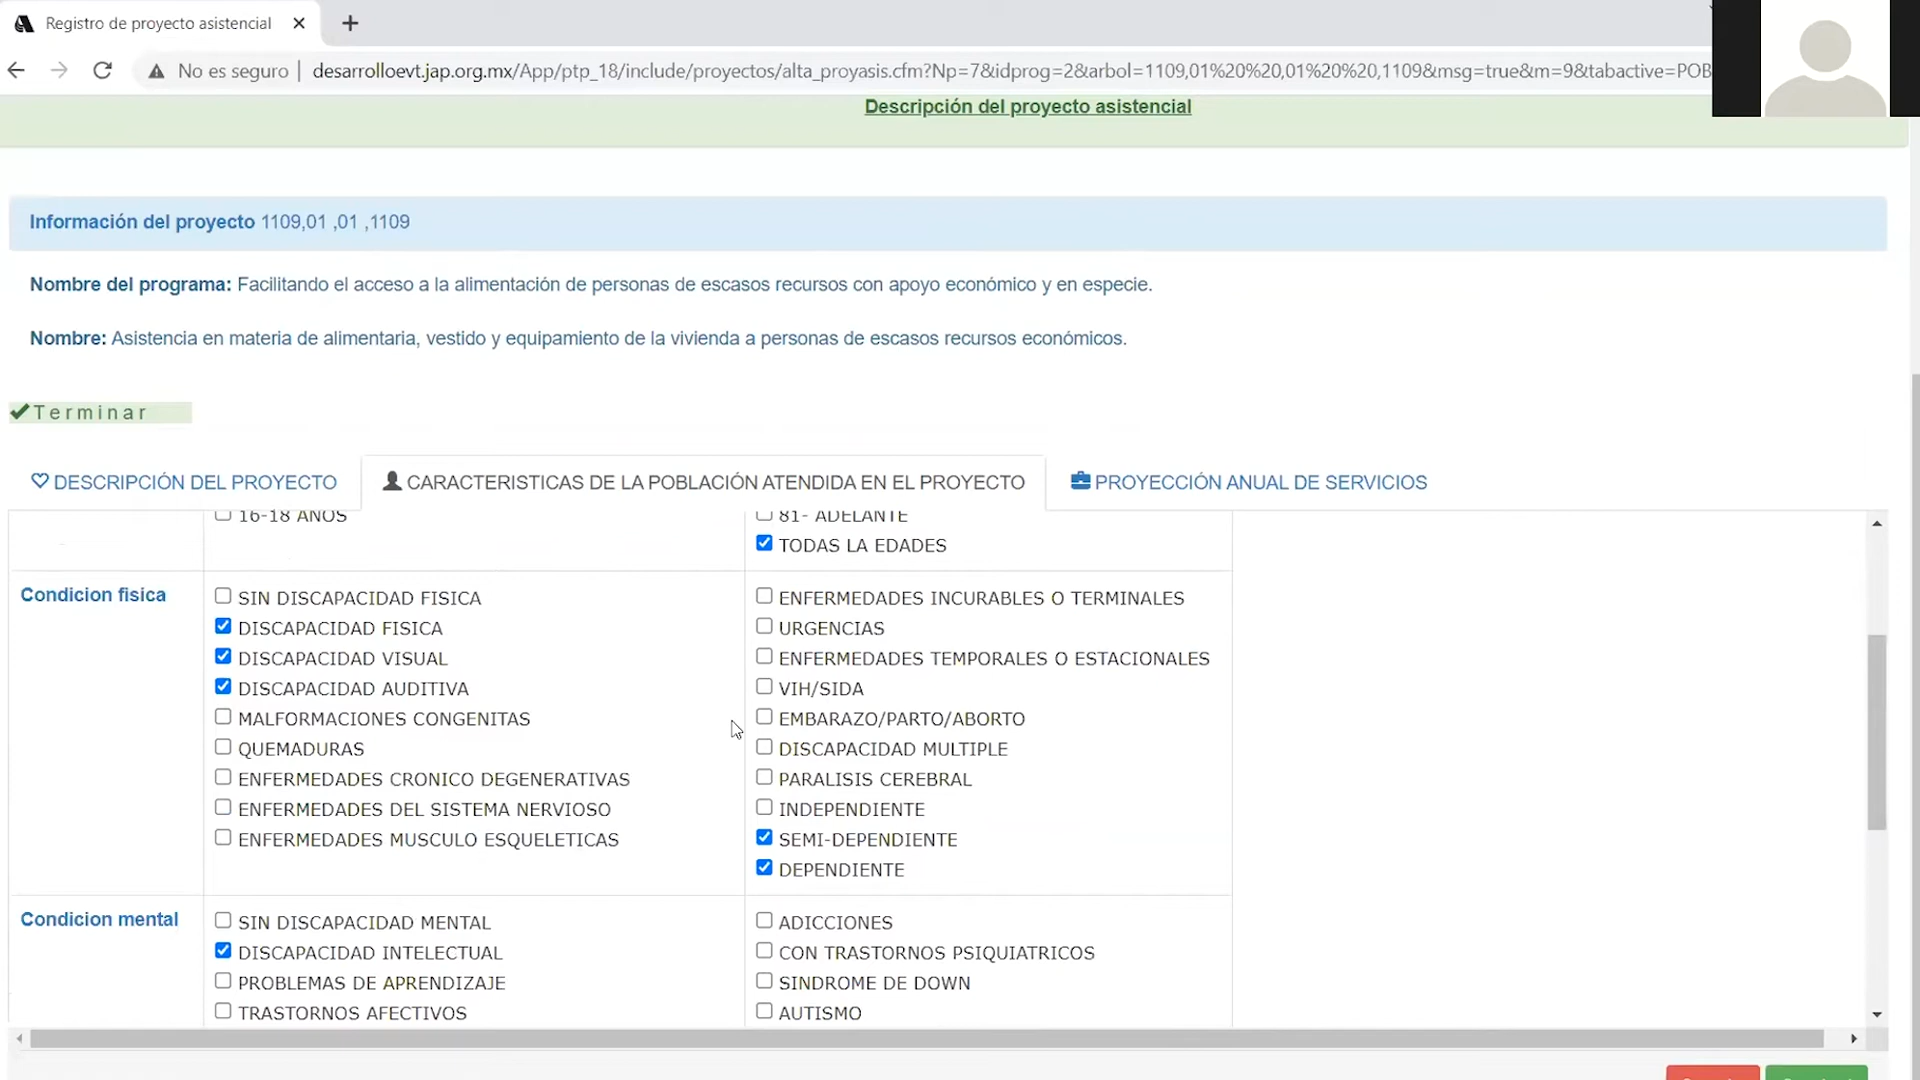 Registro de proyecto asistencial
No es seguro | desarrolloevt.jap.org.mx/App/ptp_18/include/proyectos/alta_proyasis.cfm?Np=7&idprog=2&arbol=1109,01%20%20,01%20%20,1109&msg=true&m=9&tabactive=POB
Descripción del proyecto asistencial
Información del proyecto 1109,01 ,01 ,1109
Nombre del programa: Facilitando el acceso a la alimentación de personas de escasos recursos con apoyo económico y en especie.
Nombre: Asistencia en materia de alimentaria, vestido y equipamiento de la vivienda a personas de escasos recursos económicos.
Terminar
DESCRIPCIÓN DEL PROYECTO
CARACTERISTICAS DE LA POBLACIÓN ATENDIDA EN EL PROYECTO
PROYECCIÓN ANUAL DE SERVICIOS
16-18 AÑOS
81- ADELANTE
TODAS LA EDADES
Condicion fisica
SIN DISCAPACIDAD FISICA
DISCAPACIDAD FISICA
DISCAPACIDAD VISUAL
DISCAPACIDAD AUDITIVA
MALFORMACIONES CONGENITAS
QUEMADURAS
ENFERMEDADES CRONICO DEGENERATIVAS
ENFERMEDADES DEL SISTEMA NERVIOSO
ENFERMEDADES MUSCULO ESQUELETICAS
ENFERMEDADES INCURABLES O TERMINALES
URGENCIAS
ENFERMEDADES TEMPORALES O ESTACIONALES
VIH/SIDA
EMBARAZO/PARTO/ABORTO
DISCAPACIDAD MULTIPLE
PARALISIS CEREBRAL
INDEPENDIENTE
SEMI-DEPENDIENTE
DEPENDIENTE
Condicion mental
SIN DISCAPACIDAD MENTAL
DISCAPACIDAD INTELECTUAL
PROBLEMAS DE APRENDIZAJE
TRASTORNOS AFECTIVOS
ADICCIONES
CON TRASTORNOS PSIQUIATRICOS
SINDROME DE DOWN
AUTISMO